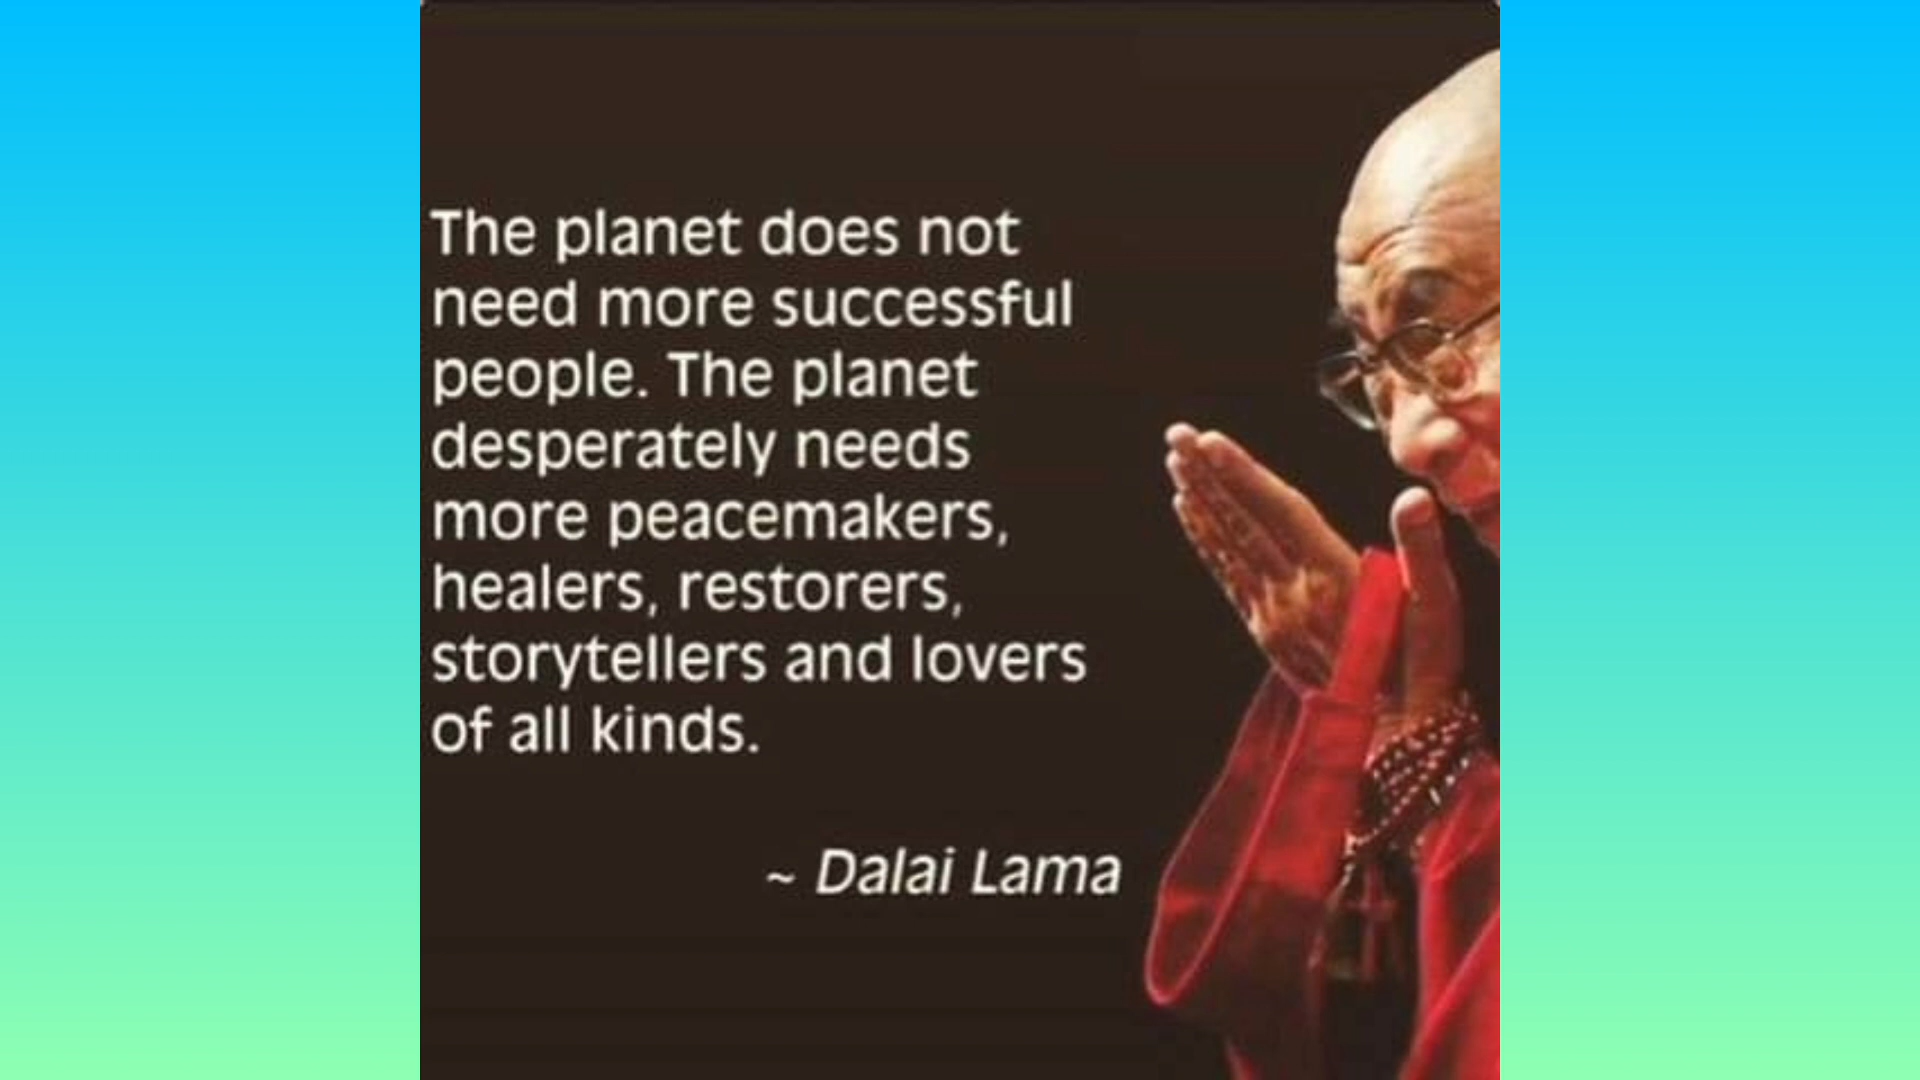 The planet does not
need more successful
people. The planet
desperately needs
more peacemakers,
healers, restorers,
storytellers and lovers
of all kinds.
~ Dalai Lama